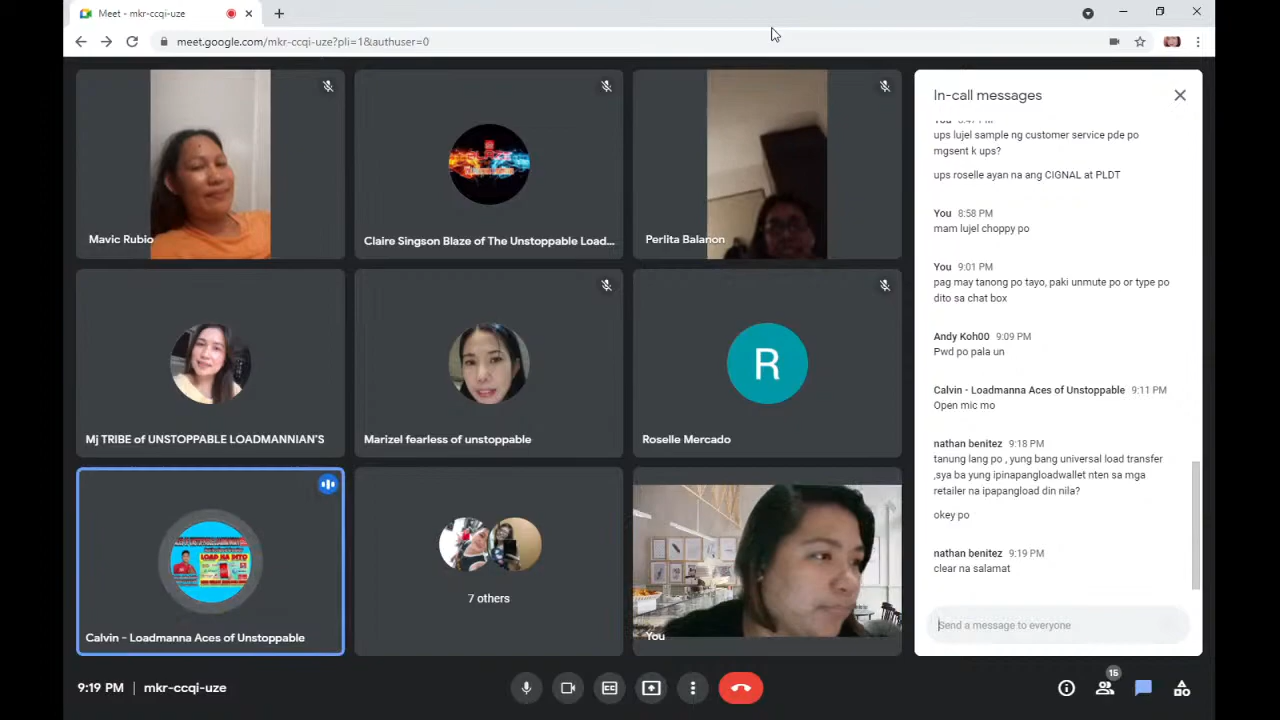 Meet - mkr-ccqi-uze
meet.google.com/mkr-ccqi-uze?pli=1&authuser=0
Mavic Rubio
Claire Singson Blaze of The Unstoppable Load...
Perlita Balanon
Mj TRIBE of UNSTOPPABLE LOADMANNIAN'S
Marizel fearless of unstoppable
R
Roselle Mercado
LOAD NA DITO
Calvin - Loadmanna Aces of Unstoppable
7 others
You
In-call messages
You 8:47 PM
ups lujel sample ng customer service pde po
mgsent k ups?
ups roselle ayan na ang CIGNAL at PLDT
You 8:58 PM
mam lujel choppy po
You 9:01 PM
pag may tanong po tayo, paki unmute po or type po
dito sa chat box
Andy Koh00 9:09 PM
Pwd po pala un
Calvin - Loadmanna Aces of Unstoppable 9:11 PM
Open mic mo
nathan benitez 9:18 PM
tanung lang po , yung bang universal load transfer
,sya ba yung ipinapangloadwallet nten sa mga
retailer na ipapangload din nila?
okey po
nathan benitez 9:19 PM
clear na salamat
Send a message to everyone
9:19 PM mkr-ccqi-uze
15